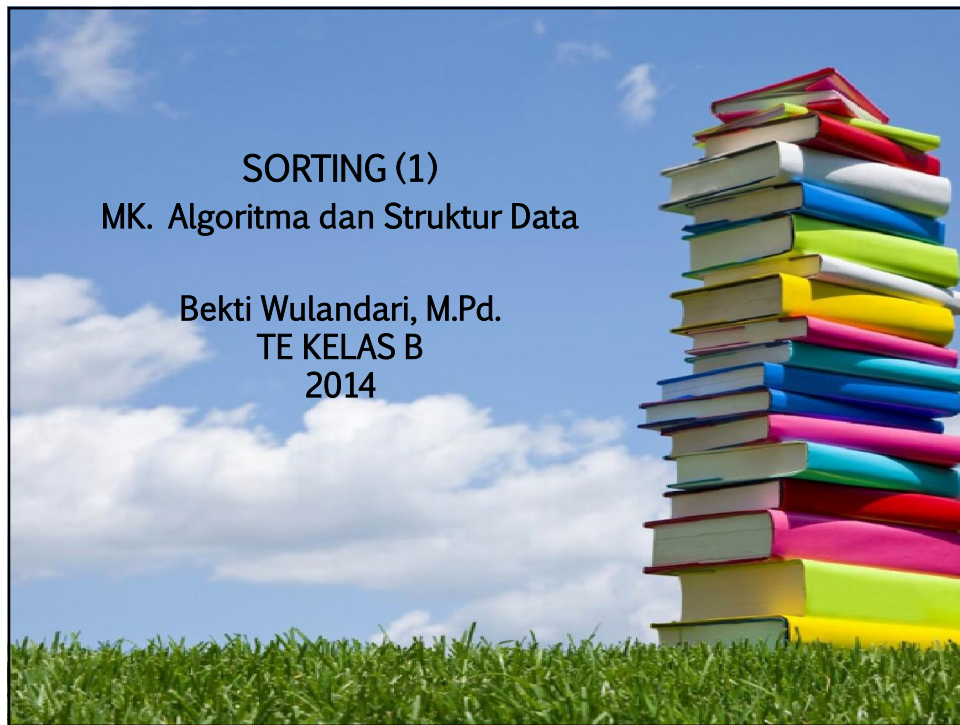 SORTING (1)
MK. Algoritma dan Struktur Data
Bekti Wulandari, M.Pd.
TE KELAS B
2014